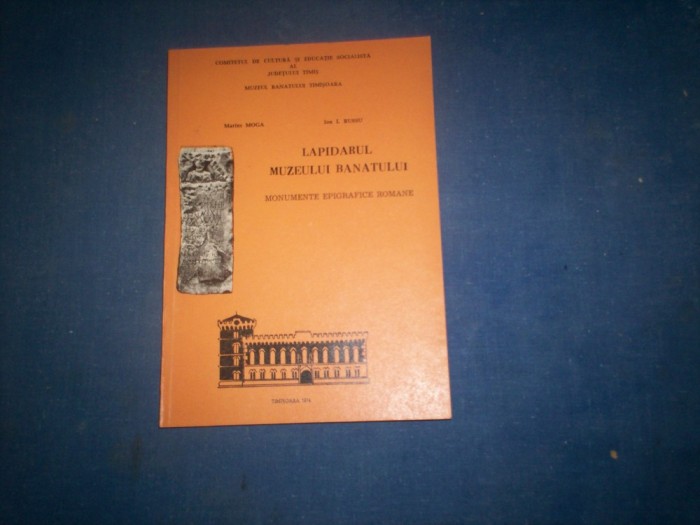 COMITETUL DE CULTURĂ ȘI EDUCAȚIE SOCIALISTĂ
AL
JUDEȚULUI TIMIȘ
MUZEUL BANATULUI TIMIȘOARA
Marius MOGA
Ion I. RUSSU
LAPIDARUL
MUZEULUI BANATULUI
MONUMENTE EPIGRAFICE ROMANE
TIMIȘOARA